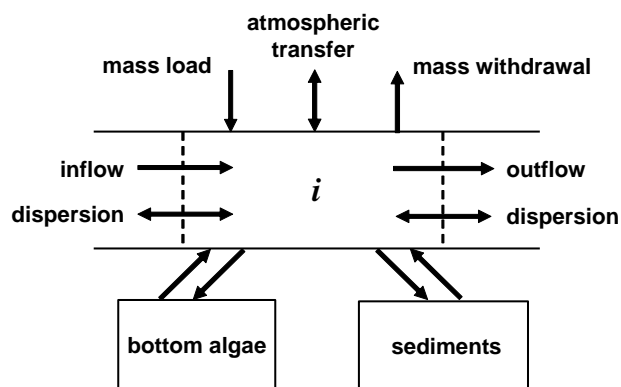 atmospheric
transfer
mass load
mass withdrawal
inflow
outflow
i
dispersion
dispersion
bottom algae
sediments